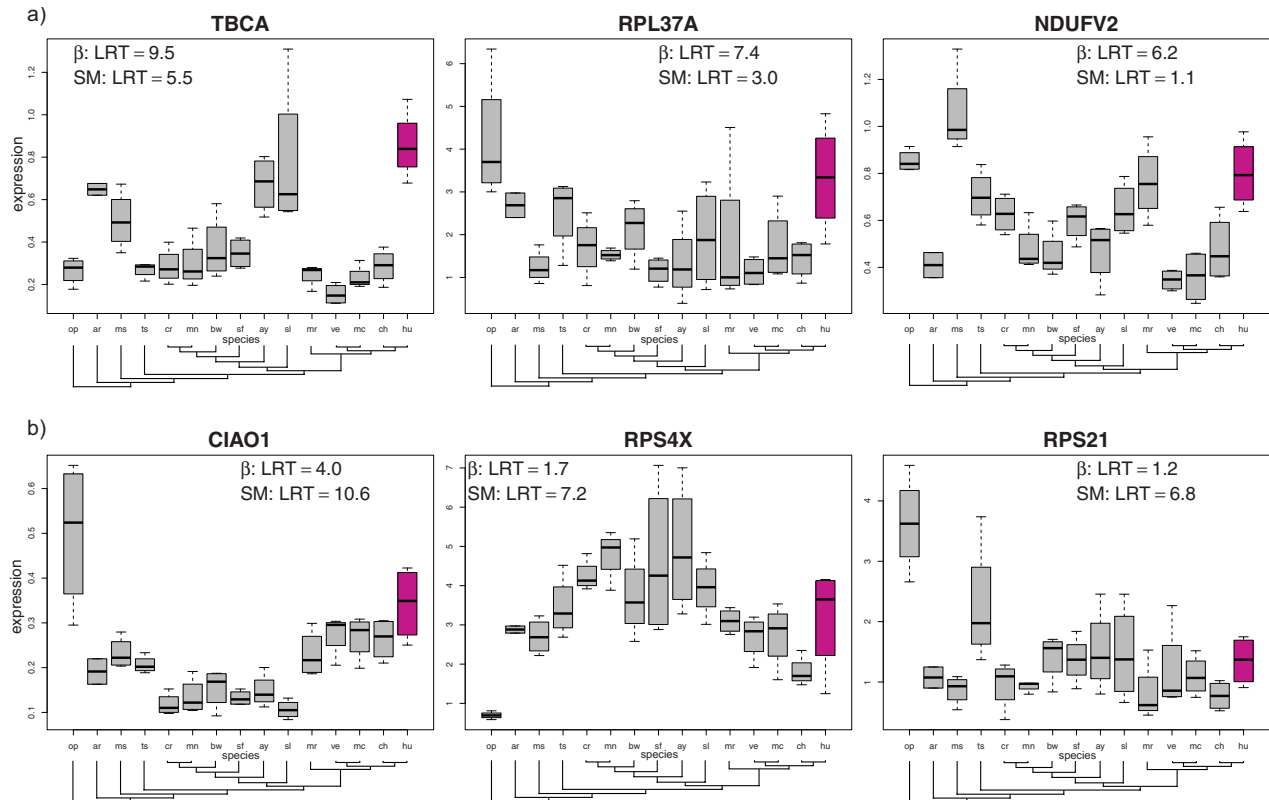 a)
TBCA
RPL37A
NDUFV2
β: LRT = 9.5
SM: LRT = 5.5
β: LRT = 7.4
SM: LRT = 3.0
β: LRT = 6.2
SM: LRT = 1.1
expression
0.2
0.4
0.6
0.8
1.0
1.2
1
2
3
4
5
6
0.4
0.6
0.8
1.0
1.2
op ar ms ts cr mn bw sf ay sl mr ve mc ch hu
species
op ar ms ts cr mn bw sf ay sl mr ve mc ch hu
species
op ar ms ts cr mn bw sf ay sl mr ve mc ch hu
species
b)
CIAO1
RPS4X
RPS21
β: LRT = 4.0
SM: LRT = 10.6
β: LRT = 1.7
SM: LRT = 7.2
β: LRT = 1.2
SM: LRT = 6.8
expression
0.1
0.2
0.3
0.4
0.5
0.6
1
2
3
4
5
6
7
1
2
3
4
op ar ms ts cr mn bw sf ay sl mr ve mc ch hu
species
op ar ms ts cr mn bw sf ay sl mr ve mc ch hu
species
op ar ms ts cr mn bw sf ay sl mr ve mc ch hu
species